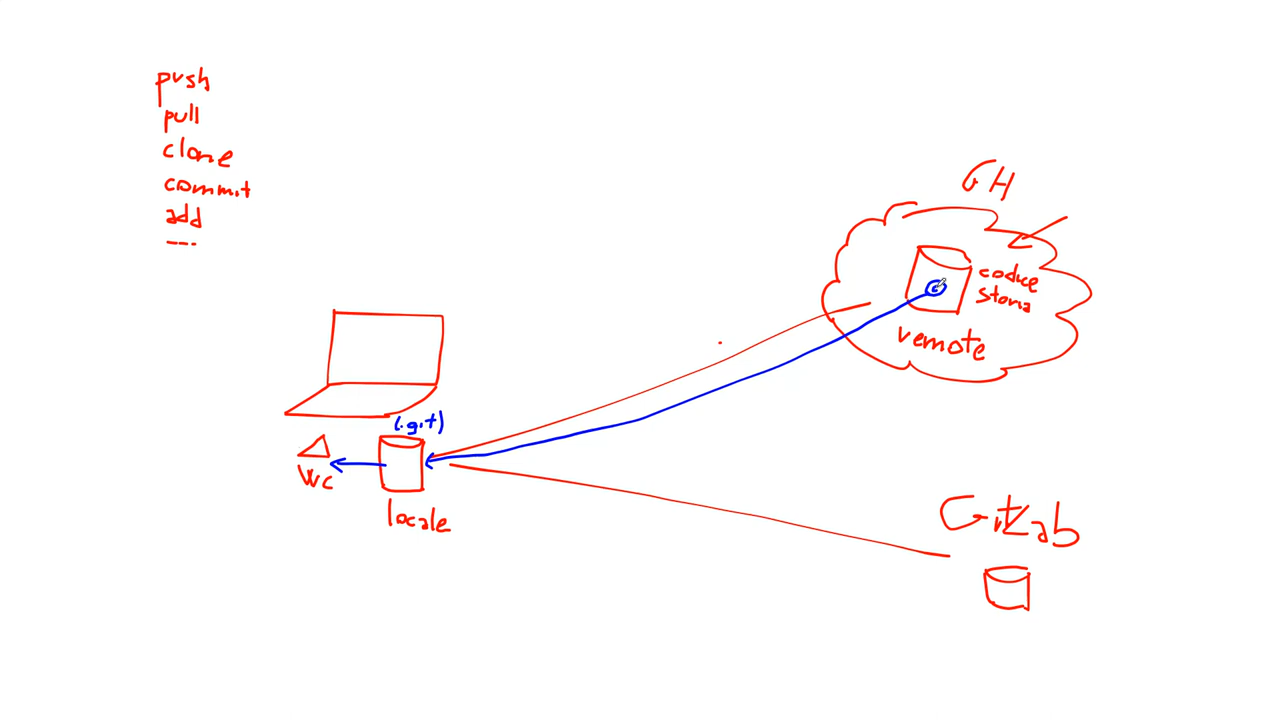 push
pull
clone
commit
add
---
GH
codice
storia
remote
(.git)
WC
locale
GitLab